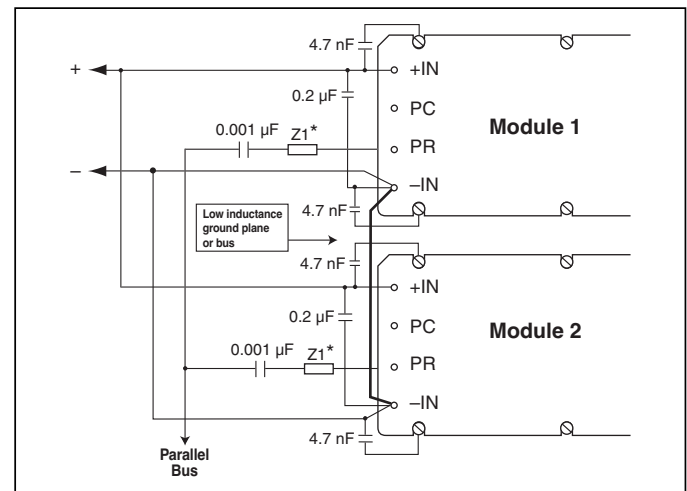 4.7 nF
+
+IN
0.2 µF
PC
Module 1
0.001 µF
Z1*
PR
–
–IN
4.7 nF
Low inductance
ground plane
or bus
4.7 nF
+IN
0.2 µF
PC
Module 2
0.001 µF
Z1*
PR
–IN
4.7 nF
Parallel
Bus